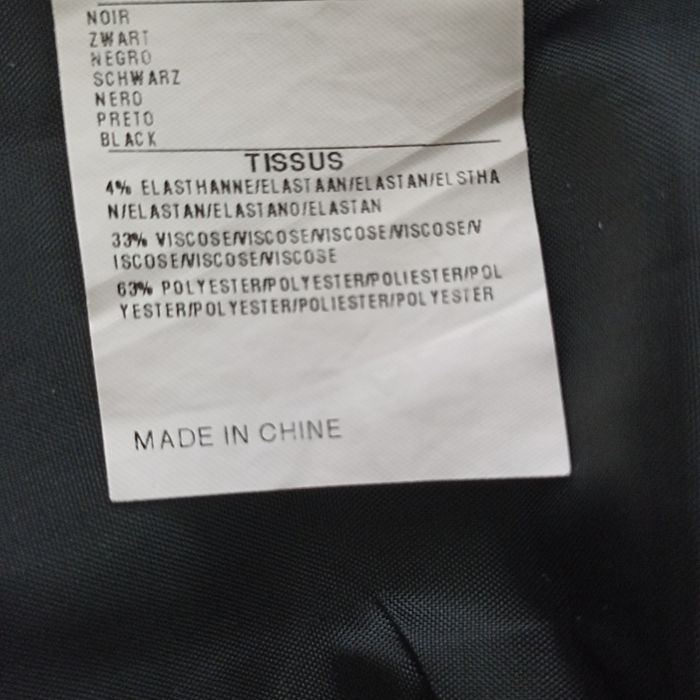 NOIR
ZWART
NEGRO
SCHWARZ
NERO
PRETO
BLACK
TISSUS
4% ELASTHANNE/ELASTAAN/ELASTAN/ELSTHA
N/ELASTAN/ELASTANO/ELASTAN
33% VISCOSE/VISCOSE/VISCOSE/VISCOSE/V
ISCOSE/VISCOSE/VISCOSE
63% POLYESTER/POLYESTER/POLIESTER/POL
YESTER/POLYESTER/POLIESTER/POLYESTER
MADE IN CHINE